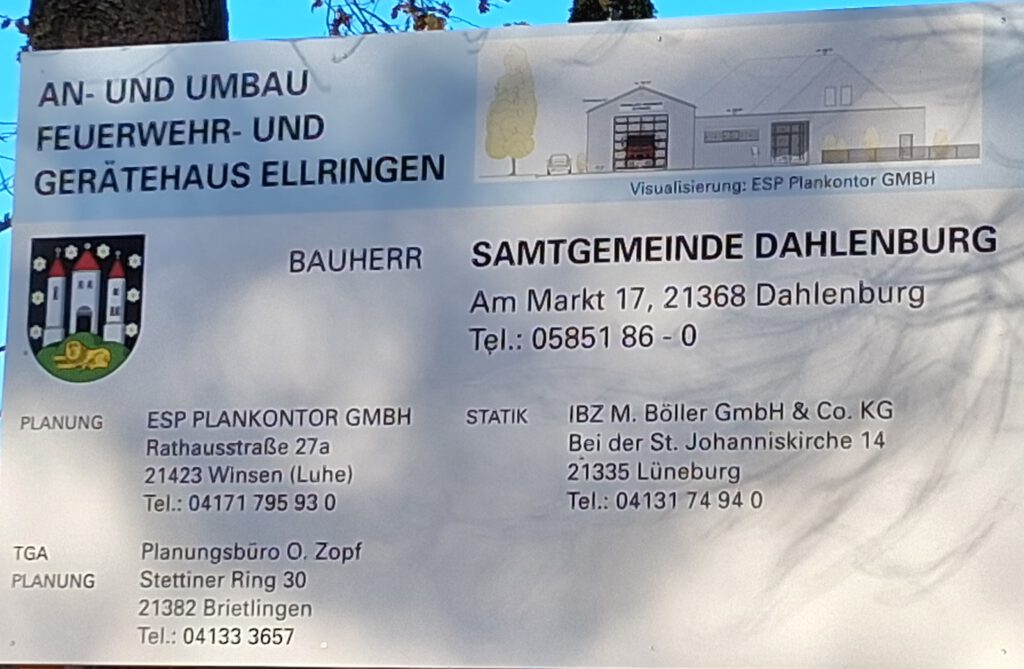 AN- UND UMBAU
FEUERWEHR- UND
GERÄTEHAUS ELLRINGEN
Visualisierung: ESP Plankontor GMBH
BAUHERR
SAMTGEMEINDE DAHLENBURG
Am Markt 17, 21368 Dahlenburg
Tel.: 05851 86 - 0
PLANUNG
ESP PLANKONTOR GMBH
Rathausstraße 27a
21423 Winsen (Luhe)
Tel.: 04171 795 93 0
STATIK
IBZ M. Böller GmbH & Co. KG
Bei der St. Johanniskirche 14
21335 Lüneburg
Tel.: 04131 74 94 0
TGA
PLANUNG
Planungsbüro O. Zopf
Stettiner Ring 30
21382 Brietlingen
Tel.: 04133 3657